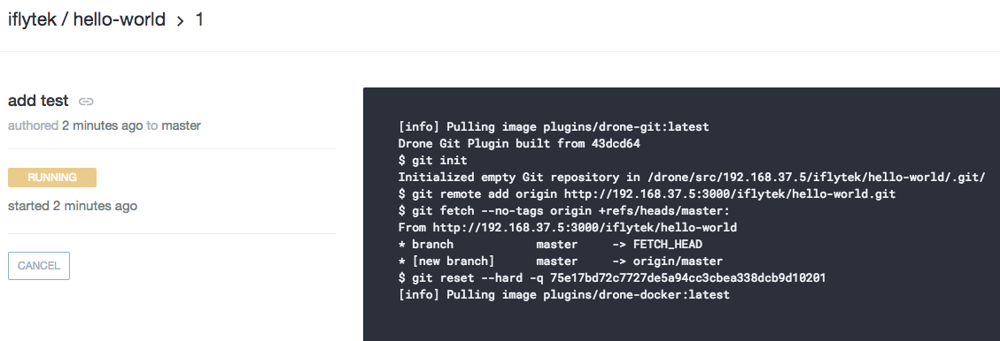 iflytek / hello-world > 1
add test
authored 2 minutes ago to master
RUNNING
started 2 minutes ago
CANCEL
[info] Pulling image plugins/drone-git:latest
Drone Git Plugin built from 43dcd64
$ git init
Initialized empty Git repository in /drone/src/192.168.37.5/iflytek/hello-world/.git/
$ git remote add origin http://192.168.37.5:3000/iflytek/hello-world.git
$ git fetch --no-tags origin +refs/heads/master:
From http://192.168.37.5:3000/iflytek/hello-world
* branch            master     -> FETCH_HEAD
* [new branch]      master     -> origin/master
$ git reset --hard -q 75e17bd72c7727de5a94cc3cbea338dcb9d10201
[info] Pulling image plugins/drone-docker:latest